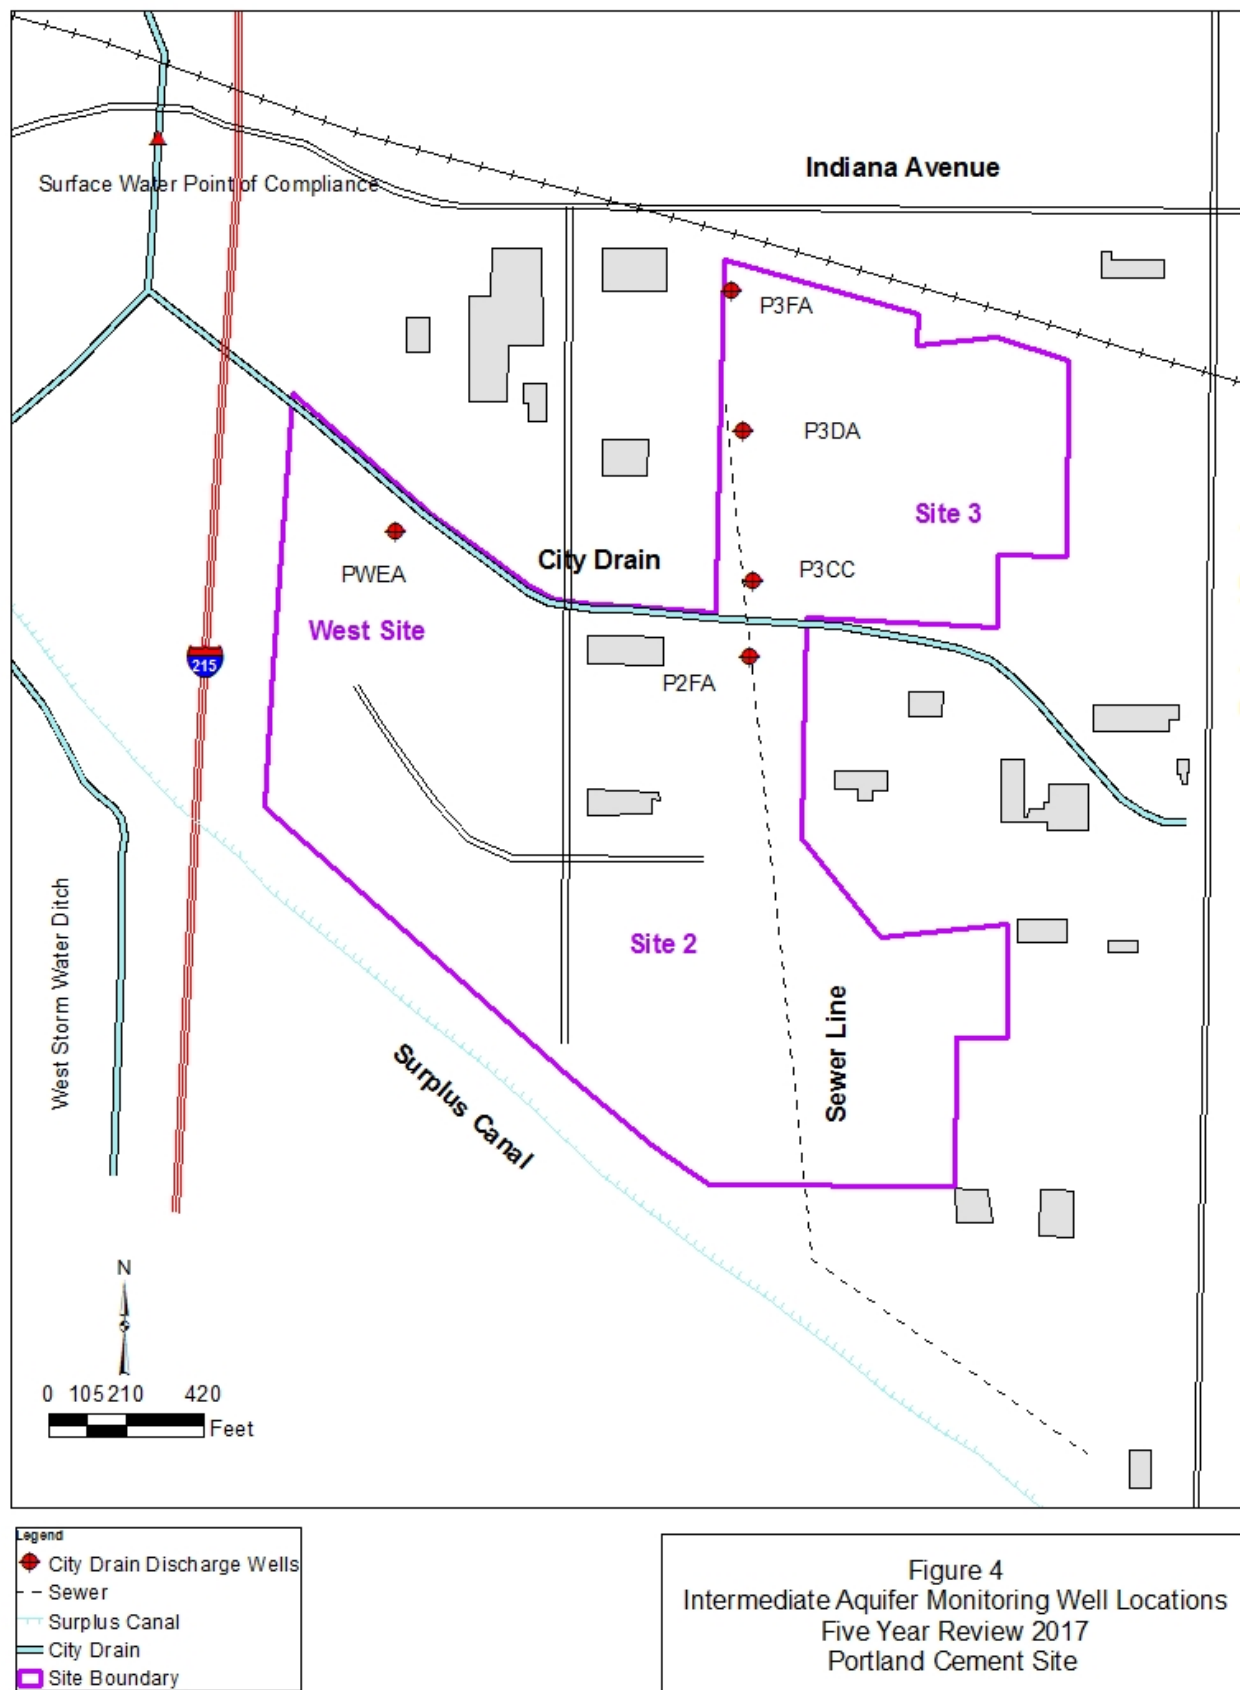 Indiana Avenue
Surface Water Point of Compliance
P3FA
P3DA
Site 3
PWEA
City Drain
P3CC
West Site
215
P2FA
West Storm Water Ditch
Site 2
Sewer Line
Surplus Canal
N
0 105 210 420
Feet
Legend
City Drain Discharge Wells
Sewer
Surplus Canal
City Drain
Site Boundary
Figure 4
Intermediate Aquifer Monitoring Well Locations
Five Year Review 2017
Portland Cement Site